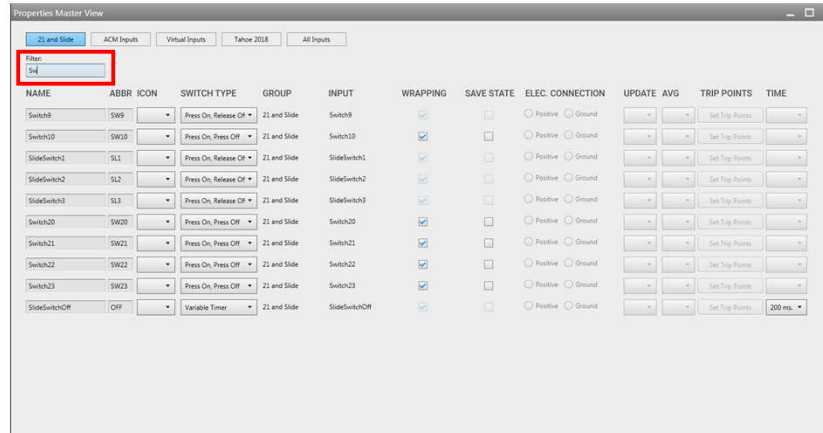 Properties Master View
21 and Slide ACM Inputs Virtual Inputs Tahoe 2018 All Inputs
Filter:
Sw
NAME ABBR ICON SWITCH TYPE GROUP INPUT WRAPPING SAVE STATE ELEC. CONNECTION UPDATE AVG TRIP POINTS TIME
Switch9 SW9 Press On, Release Of 21 and Slide Switch9 Positive Ground Set Trip Points
Switch10 SW10 Press On, Press Off 21 and Slide Switch10 Positive Ground Set Trip Points
SlideSwitch1 SL1 Press On, Release Of 21 and Slide SlideSwitch1 Positive Ground Set Trip Points
SlideSwitch2 SL2 Press On, Release Of 21 and Slide SlideSwitch2 Positive Ground Set Trip Points
SlideSwitch3 SL3 Press On, Release Of 21 and Slide SlideSwitch3 Positive Ground Set Trip Points
Switch20 SW20 Press On, Press Off 21 and Slide Switch20 Positive Ground Set Trip Points
Switch21 SW21 Press On, Press Off 21 and Slide Switch21 Positive Ground Set Trip Points
Switch22 SW22 Press On, Press Off 21 and Slide Switch22 Positive Ground Set Trip Points
Switch23 SW23 Press On, Press Off 21 and Slide Switch23 Positive Ground Set Trip Points
SlideSwitchOff OFF Variable Timer 21 and Slide SlideSwitchOff Positive Ground Set Trip Points 200 ms.